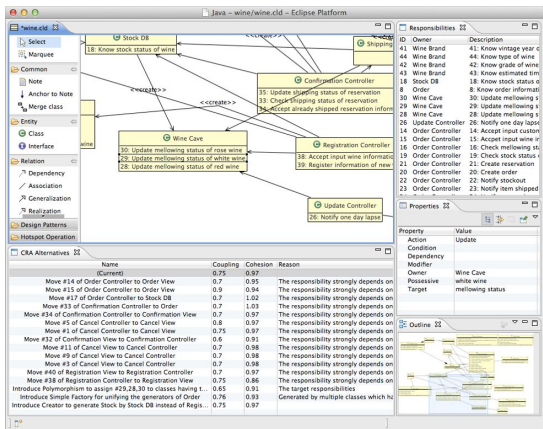 Java – wine/wine.cld – Eclipse Platform
*wine.cld
Select
Marquee
Common
Note
Anchor to Note
Merge class
Entity
Class
Interface
Relation
Dependency
Association
Generalization
Realization
Design Patterns
Hotspot Operation
Stock DB
18: Know stock status of wine
<<create>>
<<create>>
Shipping
Confirmation Controller
35: Update shipping status of reservation
33: Check shipping status of reservation
Accept already shipped reservation inform
wine
Wine Cave
30: Update mellowing status of rose wine
29: Update mellowing status of white wine
28: Update mellowing status of red wine
Registration Controller
38: Accept input wine informatio
39: Register information of new
Update Controller
26: Notify one day lapse
Responsibilities
ID Owner Description
41 Wine Brand 41: Know vintage year o
44 Wine Brand 44: Know type of wine
42 Wine Brand 42: Know grade of wine
43 Wine Brand 43: Know estimated tim
18 Stock DB 18: Know stock status o
8 Order 8: Know order informati
30 Wine Cave 30: Update mellowing s
29 Wine Cave 29: Update mellowing s
28 Wine Cave 28: Update mellowing s
26 Update Controller 26: Notify one day lapse
14 Order Controller 14: Accept input custom
15 Order Controller 15: Accept input wine in
16 Order Controller 16: Check mellowing sta
19 Order Controller 19: Check stock status o
21 Order Controller 21: Create reservation
20 Order Controller 20: Create order
22 Order Controller 22: Notify stockout
23 Order Controller 23: Notify item shipped
Properties
Property Value
Action Update
Condition
Dependency
Modifier
Owner Wine Cave
Possessive white wine
Target mellowing status
Outline
CRA Alternatives
Name Coupling Cohesion Reason
(Current) 0.75 0.97
Move #14 of Order Controller to Order View 0.7 0.95 The responsibility strongly depends on
Move #15 of Order Controller to Order View 0.9 0.94 The responsibility strongly depends on
Move #17 of Order Controller to Stock DB 0.7 1.02 The responsibility strongly depends on
Move #33 of Confirmation Controller to Order 0.7 1.03 The responsibility strongly depends on
Move #34 of Confirmation Controller to Confirmation View 0.7 0.97 The responsibility strongly depends on
Move #5 of Cancel Controller to Cancel View 0.8 0.97 The responsibility strongly depends on
Move #1 of Cancel Controller to Cancel View 0.75 0.97 The responsibility strongly depends on
Move #32 of Confirmation View to Confirmation Controller 0.6 0.91 The responsibility strongly depends on
Move #11 of Cancel View to Cancel Controller 0.7 0.98 The responsibility strongly depends on
Move #9 of Cancel View to Cancel Controller 0.7 0.98 The responsibility strongly depends on
Move #3 of Cancel View to Cancel Controller 0.7 0.98 The responsibility strongly depends on
Move #40 of Registration View to Registration Controller 0.7 0.97 The responsibility strongly depends on
Move #38 of Registration Controller to Registration View 0.75 0.86 The responsibility strongly depends on
Introduce Polymorphism to assign #29,28,30 to classes having t... 0.65 0.91 The target responsibilities
Introduce Simple Factory for unifying the generators of Order 0.76 0.93 Generated by multiple classes which ha
Introduce Creator to generate Stock by Stock DB instead of Regis... 0.75 0.97